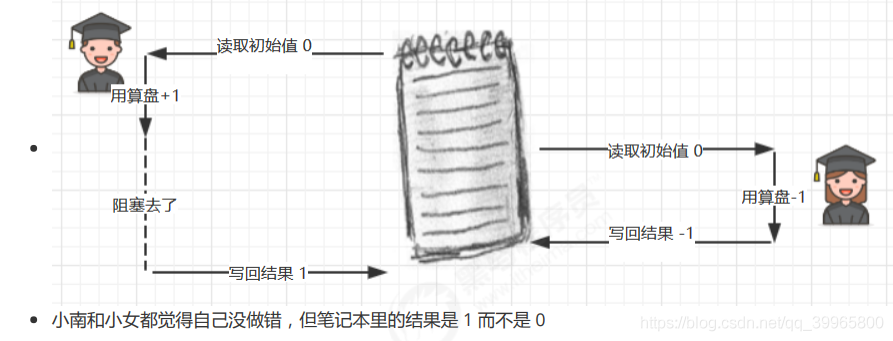 读取初始值 0
用算盘+1
读取初始值 0
用算盘-1
阻塞去了
写回结果 -1
写回结果 1
小南和小女都觉得自己没做错，但笔记本里的结果是 1 而不是 0
https://blog.csdn.net/qq_39965800